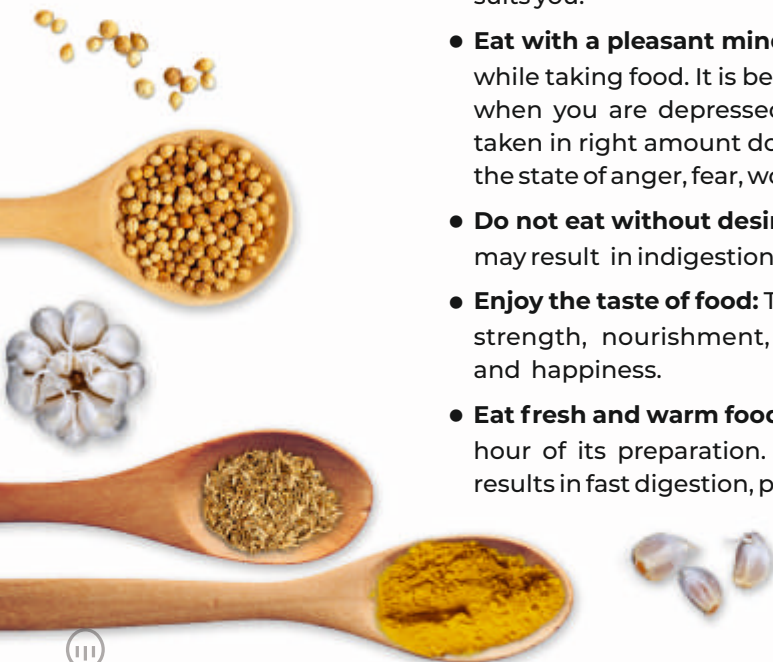 suits you.
• Eat with a pleasant mind
while taking food. It is be
when you are depressed
taken in right amount do
the state of anger, fear, wo
• Do not eat without desir
may result in indigestion
• Enjoy the taste of food: T
strength, nourishment,
and happiness.
• Eat fresh and warm food
hour of its preparation.
results in fast digestion, p